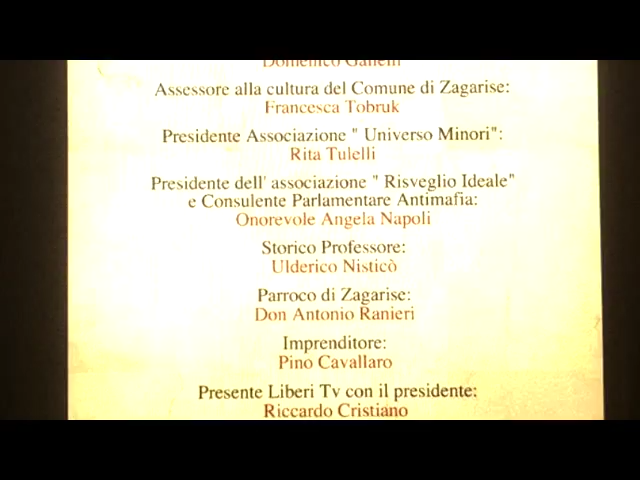 Domenico
Assessore alla cultura del Comune di Zagarise:
Francesca Tobruk
Presidente Associazione " Universo Minori":
Rita Tulelli
Presidente dell' associazione " Risveglio Ideale"
e Consulente Parlamentare Antimafia:
Onorevole Angela Napoli
Storico Professore:
Ulderico Nisticò
Parroco di Zagarise:
Don Antonio Ranieri
Imprenditore:
Pino Cavallaro
Presente Liberi Tv con il presidente:
Riccardo Cristiano